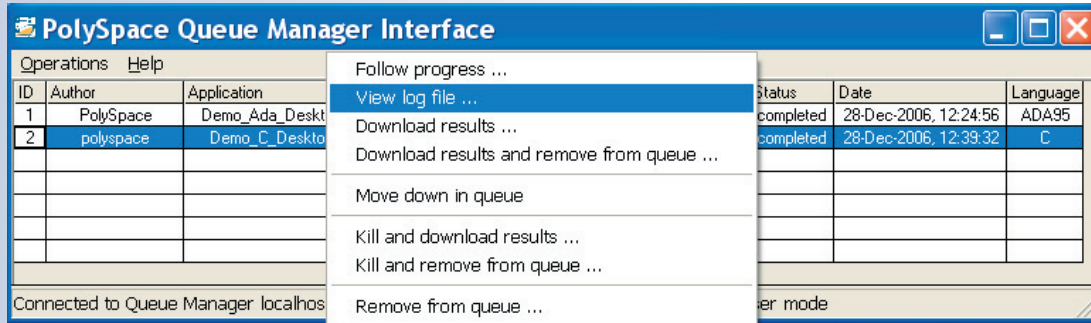 PolySpace Queue Manager Interface
Operations Help
ID Author Application Status Date Language
1 PolySpace Demo_Ada_Deskt completed 28-Dec-2006, 12:24:56 ADA95
2 polyspace Demo_C_Deskto completed 28-Dec-2006, 12:39:32 C
Follow progress ...
View log file ...
Download results ...
Download results and remove from queue ...
Move down in queue
Kill and download results ...
Kill and remove from queue ...
Remove from queue ...
Connected to Queue Manager localhos er mode